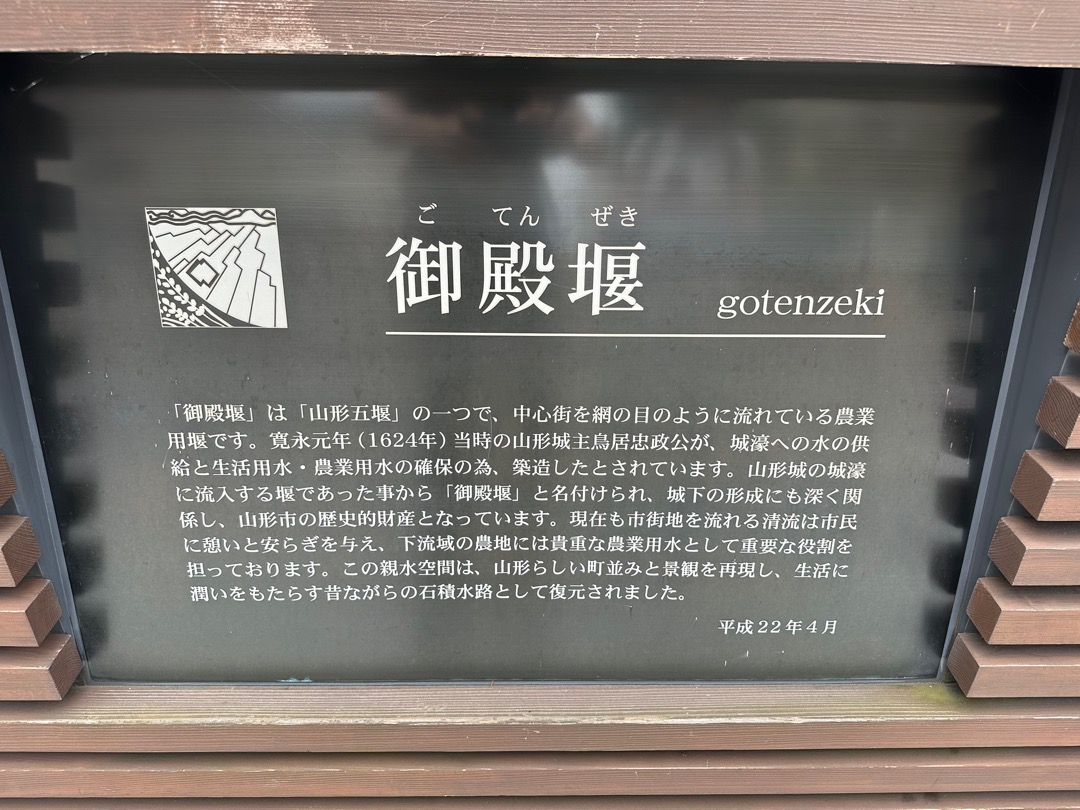 ご てん ぜき
御殿堰 gotenzeki
「御殿堰」は「山形五堰」の一つで、中心街を網の目のように流れている農業
用堰です。寛永元年（1624年）当時の山形城主鳥居忠政公が、城濠への水の供
給と生活用水・農業用水の確保の為、築造したとされています。山形城の城濠
に流入する堰であった事から「御殿堰」と名付けられ、城下の形成にも深く関
係し、山形市の歴史的財産となっています。現在も市街地を流れる清流は市民
に憩いと安らぎを与え、下流域の農地には貴重な農業用水として重要な役割を
担っております。この親水空間は、山形らしい町並みと景観を再現し、生活に
潤いをもたらす昔ながらの石積水路として復元されました。
平成22年4月